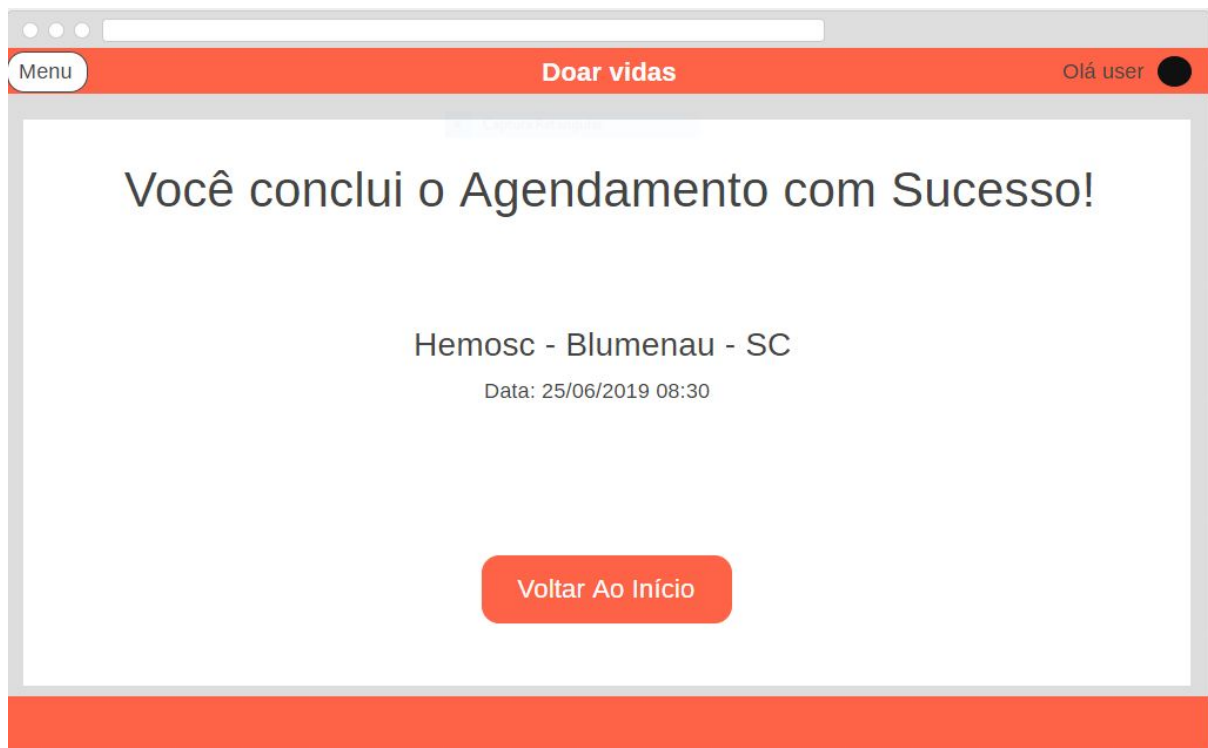 Menu
Doar vidas
Olá user
Você conclui o Agendamento com Sucesso!
Hemosc - Blumenau - SC
Data: 25/06/2019 08:30
Voltar Ao Início